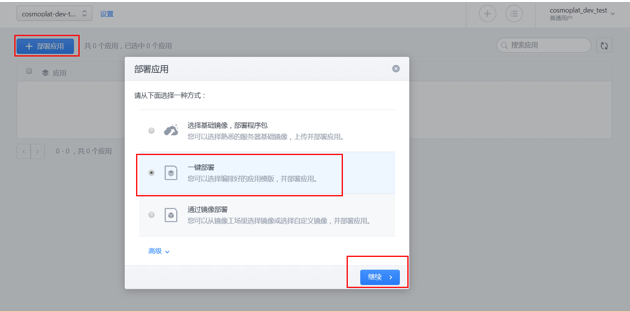 cosmoplat-dev-t...
设置
cosmoplat_dev_test
普通用户
+ 部署应用
共 0 个应用，已选中 0 个应用
搜索应用
应用
部署应用
请从下面选择一种方式：
选择基础镜像，部署程序包
您可以选择熟悉的服务器基础镜像，上传并部署应用。
一键部署
您可以选择编排好的应用模版，并部署应用。
通过镜像部署
您可以从镜像工场里选择镜像或选择自定义镜像，并部署应用。
0 - 0 ，共 0 个应用
高级
继续